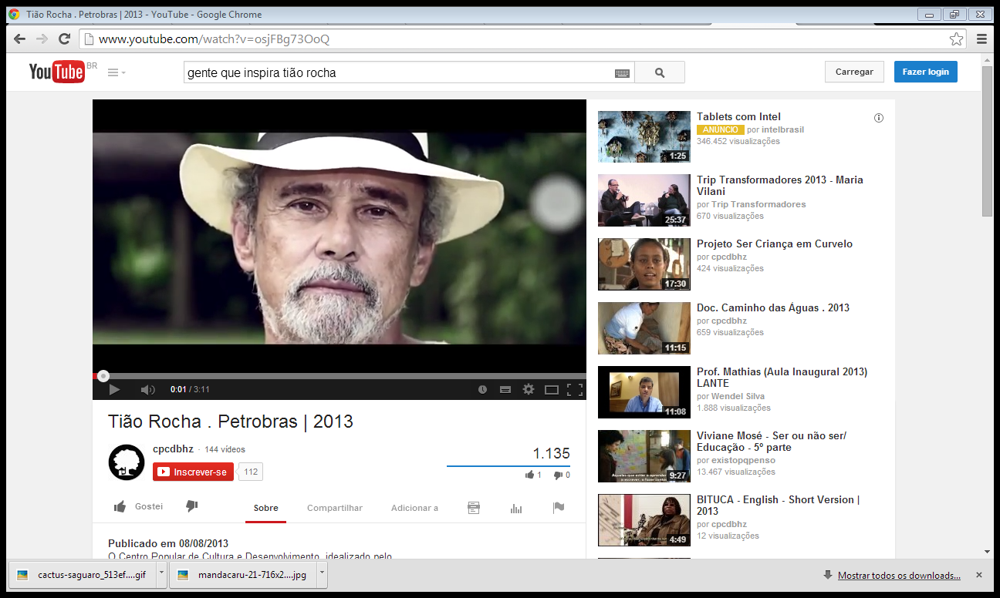 Tião Rocha . Petrobras | 2013 - YouTube - Google Chrome
www.youtube.com/watch?v=osjFBg73OoQ
YouTube BR
gente que inspira tião rocha
Carregar
Fazer login
0:01 / 3:11
Tião Rocha . Petrobras | 2013
cpcdbhz · 144 vídeos
Inscrever-se
112
1.135
1
0
Gostei
Sobre
Compartilhar
Adicionar a
Publicado em 08/08/2013
O Centro Popular de Cultura e Desenvolvimento, idealizado pelo
1:25
Tablets com Intel
ANÚNCIO por intelbrasil
346.452 visualizações
25:37
Trip Transformadores 2013 - Maria
Vilani
por Trip Transformadores
670 visualizações
17:30
Projeto Ser Criança em Curvelo
por cpcdbhz
424 visualizações
11:15
Doc. Caminho das Águas . 2013
por cpcdbhz
659 visualizações
11:08
Prof. Mathias (Aula Inaugural 2013)
LANTE
por Wendel Silva
1.888 visualizações
9:27
Viviane Mosé - Ser ou não ser/
Educação - 5º parte
por existopqpenso
13.467 visualizações
4:49
BITUCA - English - Short Version |
2013
por cpcdbhz
12 visualizações
cactus-saguaro_513ef....gif
mandacaru-21-716x2....jpg
Mostrar todos os downloads...